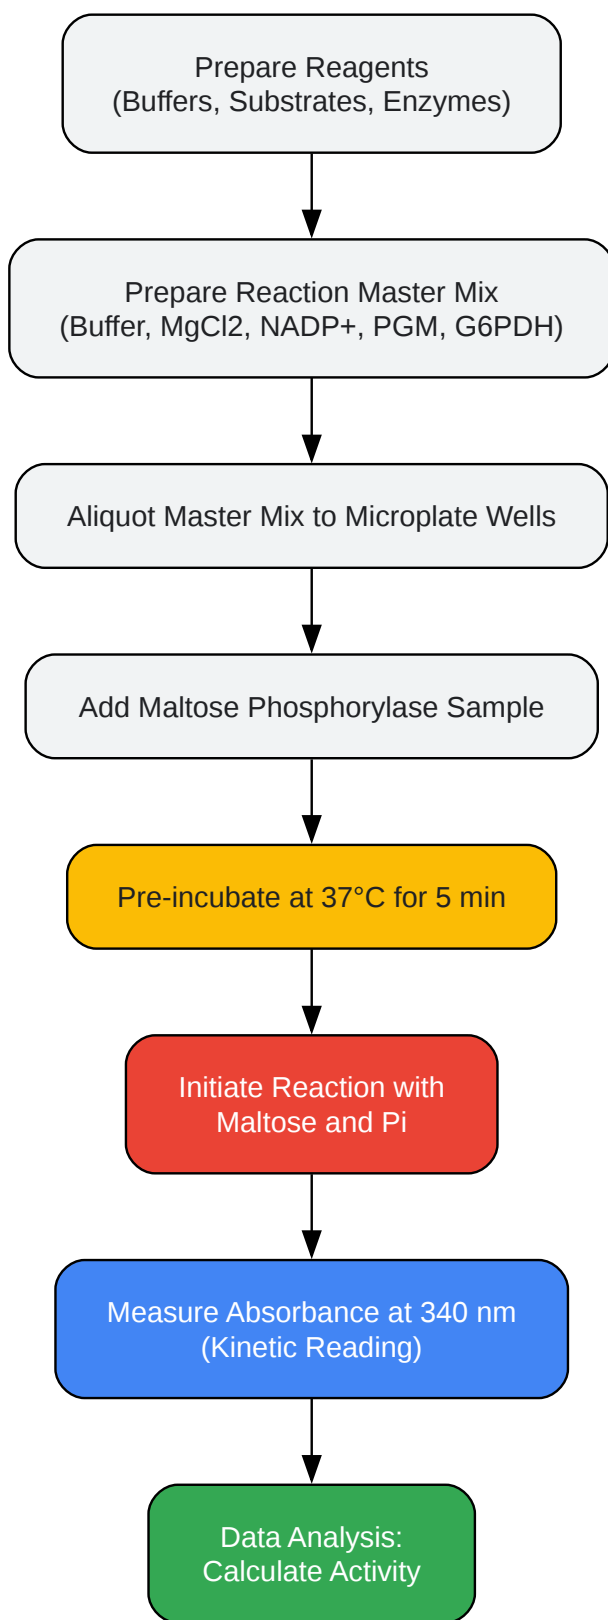 Prepare Reagents
(Buffers, Substrates, Enzymes)
Prepare Reaction Master Mix
(Buffer, MgCl2, NADP+, PGM, G6PDH)
Aliquot Master Mix to Microplate Wells
Add Maltose Phosphorylase Sample
Pre-incubate at 37°C for 5 min
Initiate Reaction with
Maltose and Pi
Measure Absorbance at 340 nm
(Kinetic Reading)
Data Analysis:
Calculate Activity